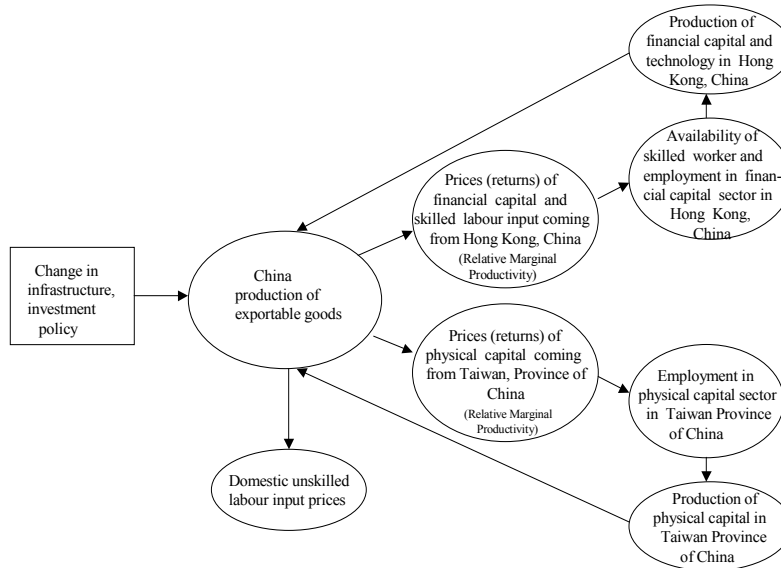 Production of
financial capital and
technology in Hong
Kong, China
Availability of
skilled worker and
employment in finan-
cial capital sector in
Hong Kong,
China
Prices (returns) of
financial capital and
skilled labour input coming
from Hong Kong, China
(Relative Marginal
Productivity)
Change in
infrastructure,
investment
policy
China
production of
exportable goods
Prices (returns) of
physical capital coming
from Taiwan, Province of
China
(Relative Marginal
Productivity)
Employment in
physical capital sector
in Taiwan Province
of China
Domestic unskilled
labour input prices
Production of
physical capital in
Taiwan Province
of China